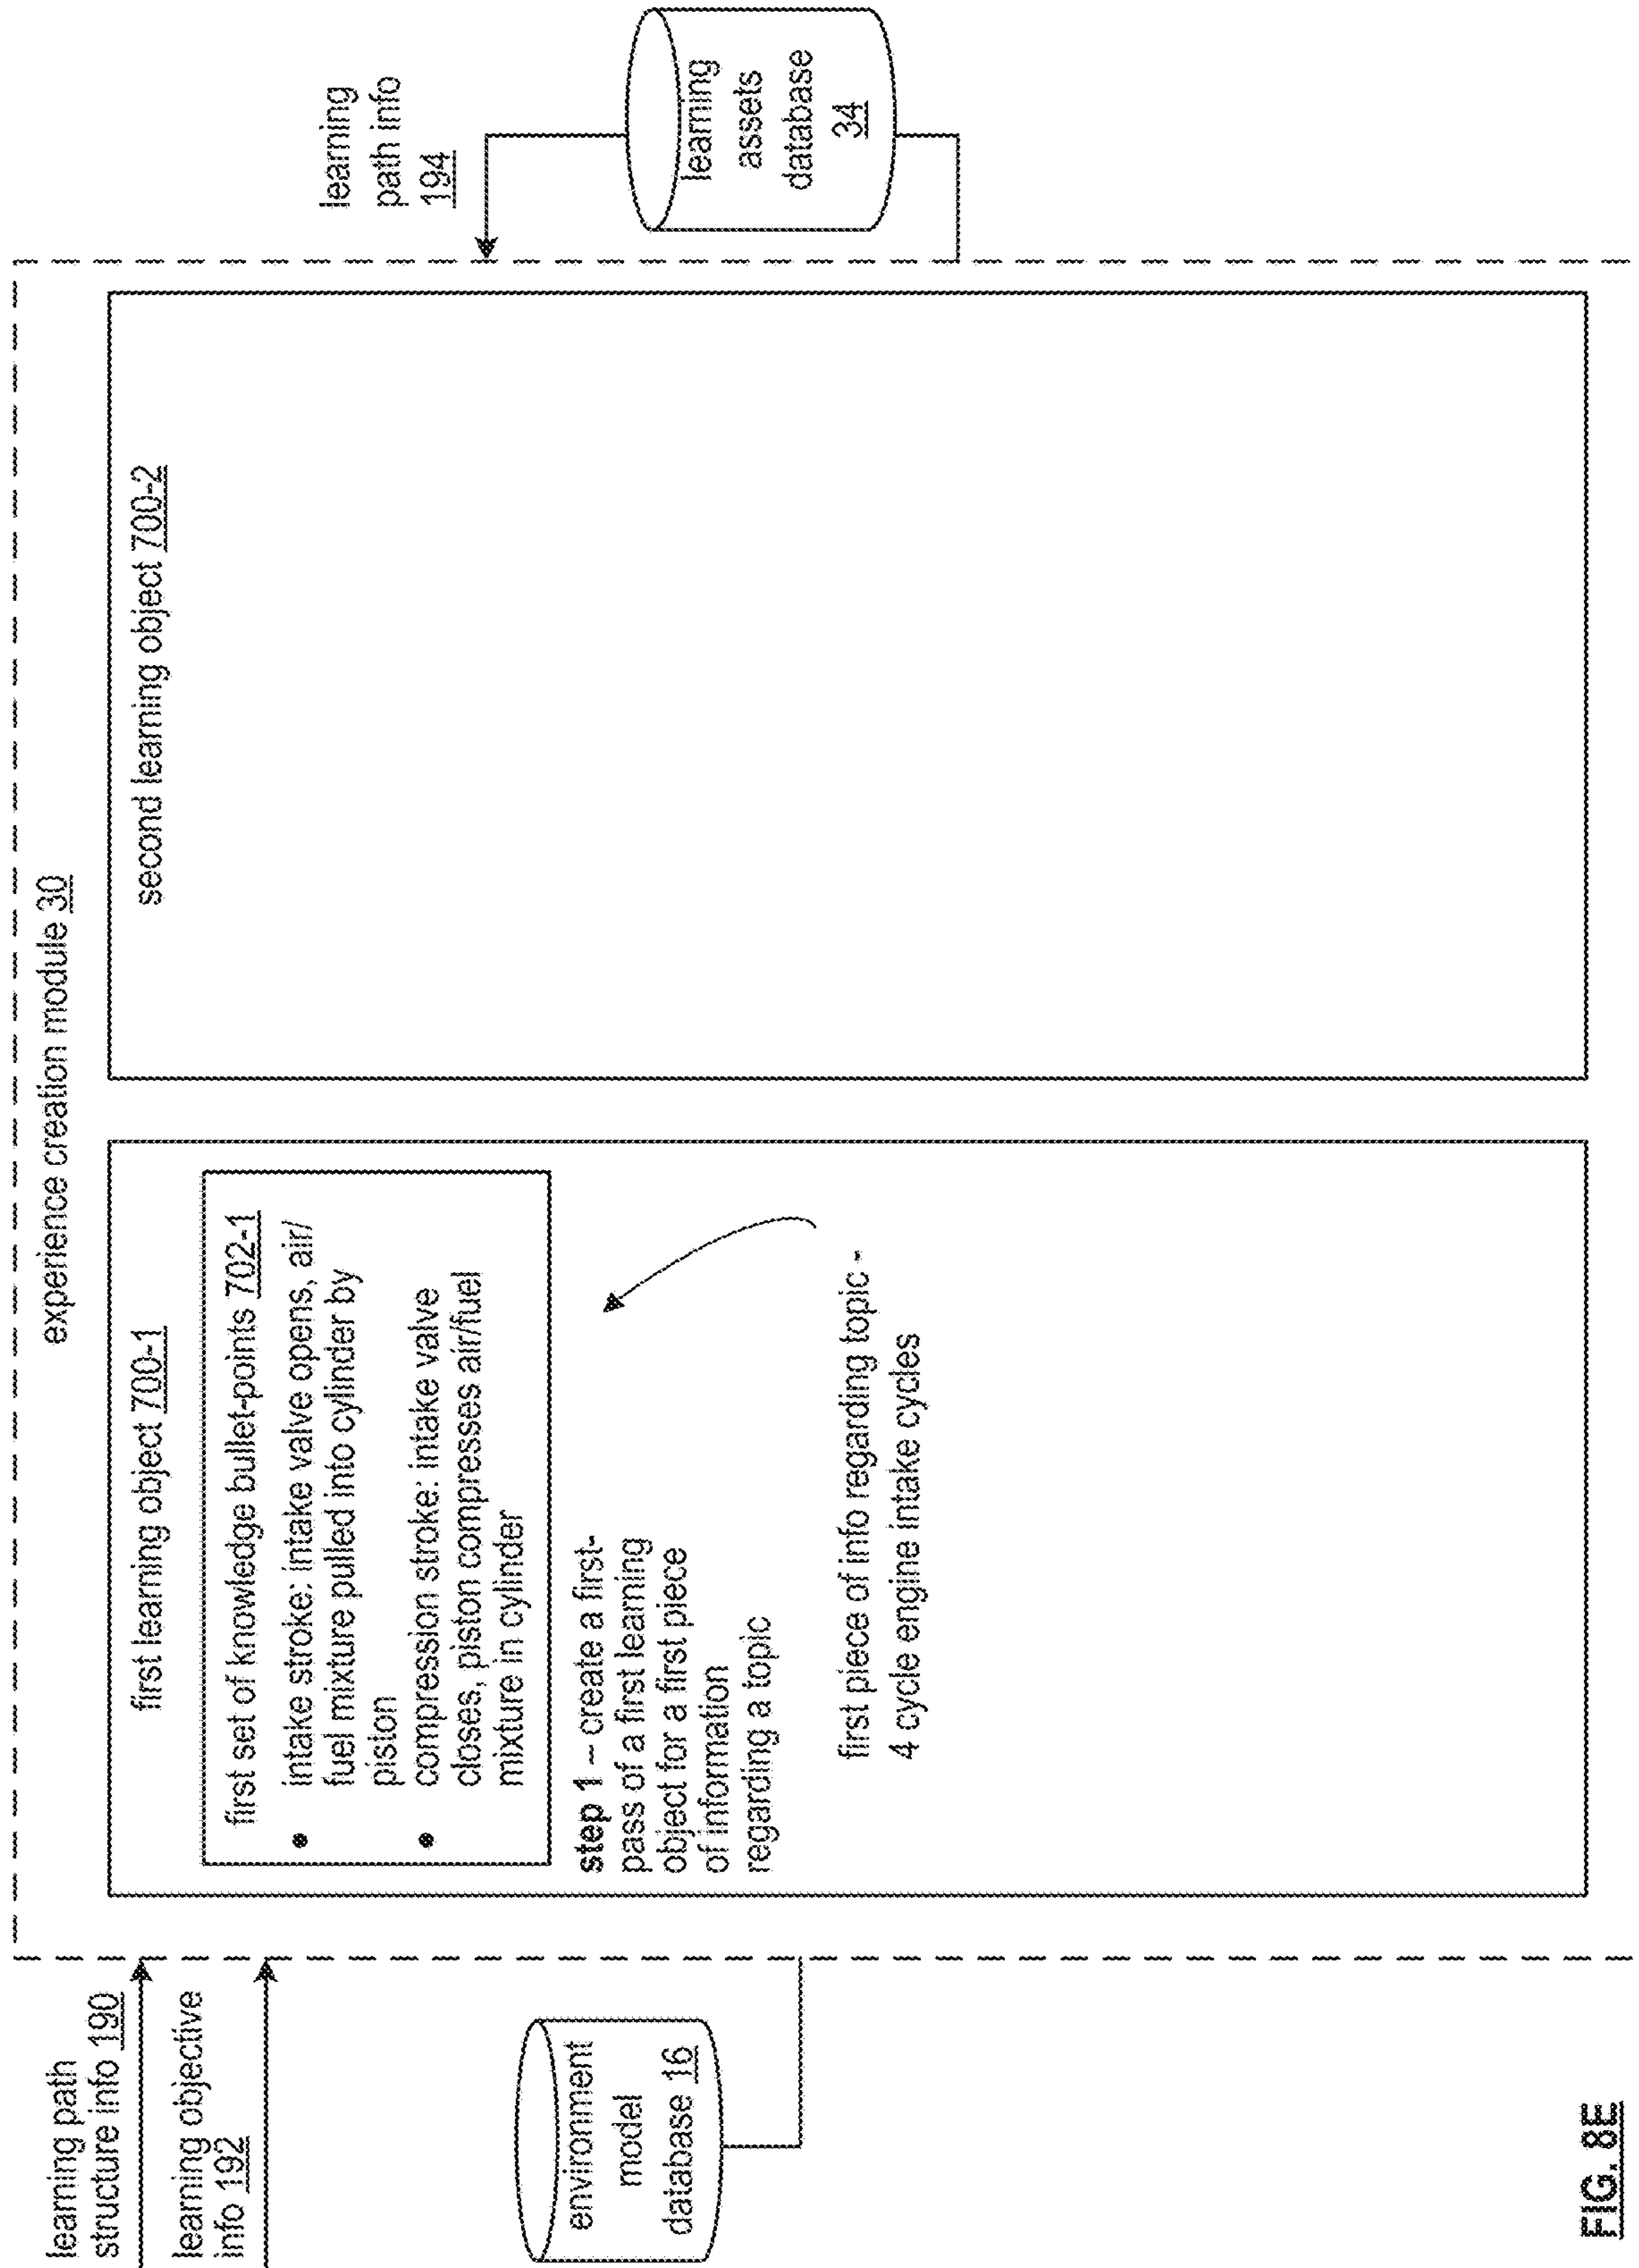 experience creation module 30
learning path
structure info 190
learning objective
info 192
environment
model
database 16
first learning object 700-1
first set of knowledge bullet-points 702-1
• intake stroke: intake valve opens, air/
fuel mixture pulled into cylinder by
piston
• compression stroke: intake valve
closes, piston compresses air/fuel
mixture in cylinder
step 1 – create a first-
pass of a first learning
object for a first piece
of information
regarding a topic
first piece of info regarding topic -
4 cycle engine intake cycles
second learning object 700-2
learning
path info
194
learning
assets
database
34
FIG. 8E